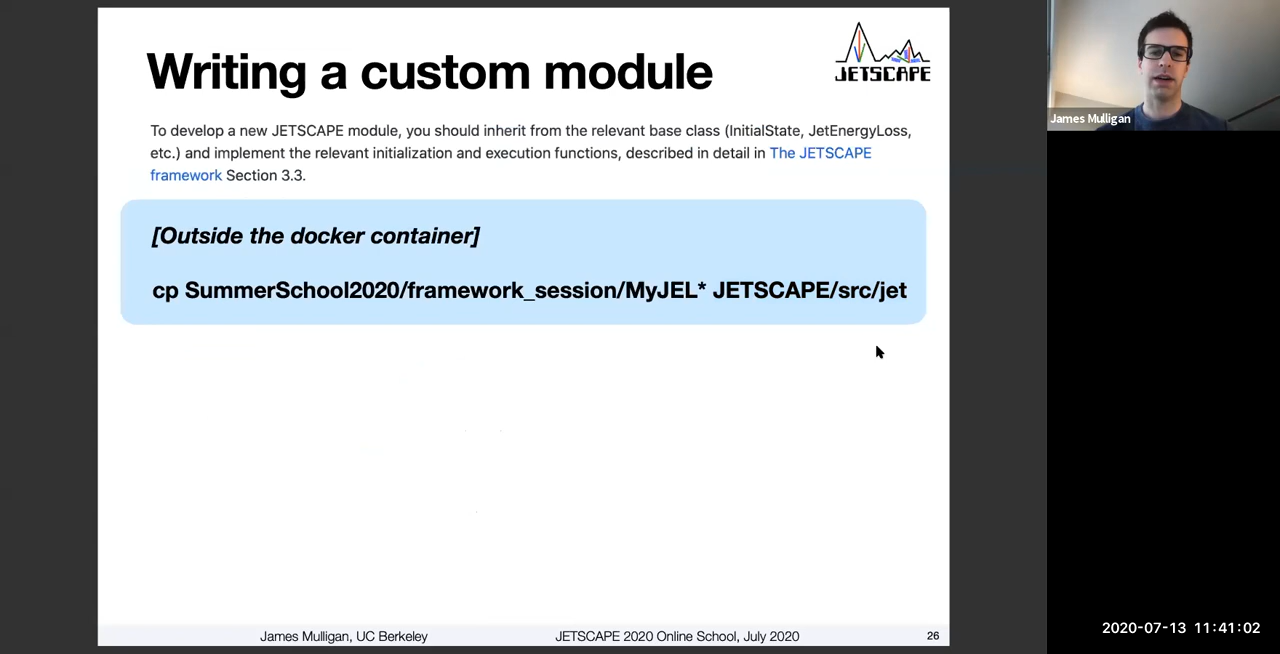 Writing a custom module
JETSCAPE
To develop a new JETSCAPE module, you should inherit from the relevant base class (InitialState, JetEnergyLoss,
etc.) and implement the relevant initialization and execution functions, described in detail in The JETSCAPE
framework Section 3.3.
[Outside the docker container]
cp SummerSchool2020/framework_session/MyJEL* JETSCAPE/src/jet
James Mulligan, UC Berkeley
JETSCAPE 2020 Online School, July 2020
26
James Mulligan
2020-07-13 11:41:02